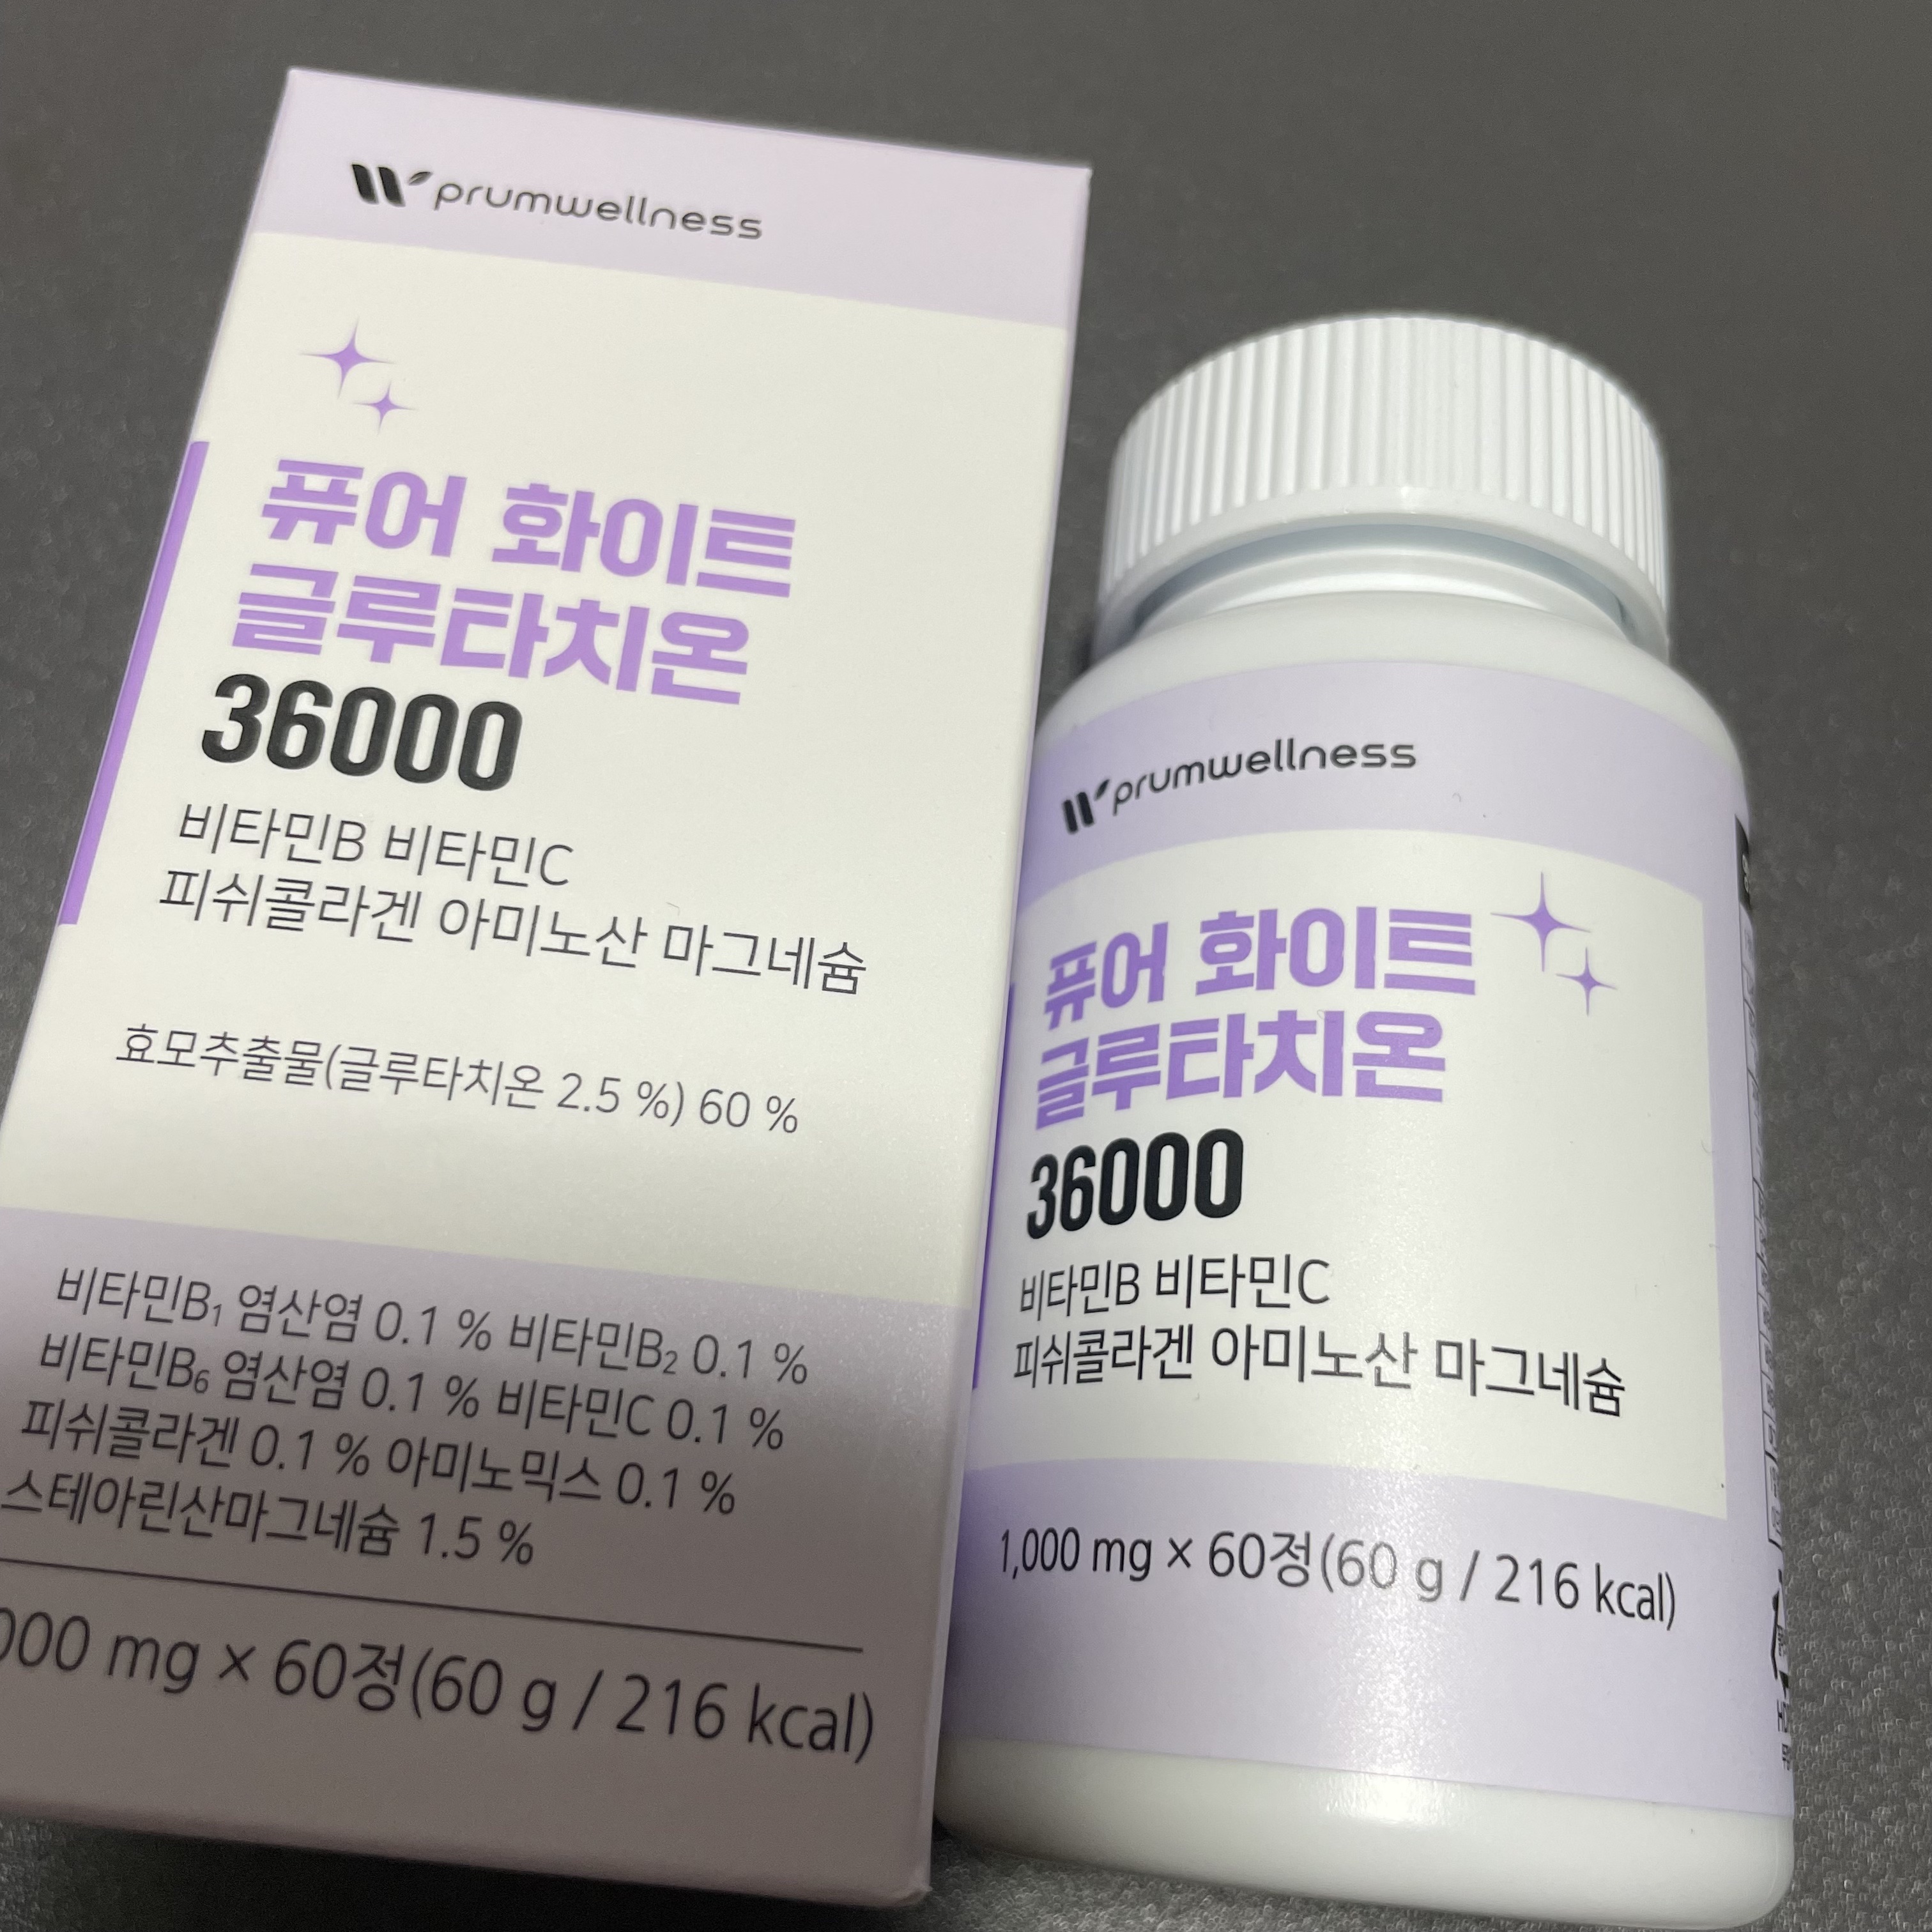 prumwellness
퓨어 화이트
글루타치온
36000
비타민B 비타민C
피쉬콜라겐 아미노산 마그네슘
효모추출물(글루타치온 2.5 %) 60 %
비타민B₁ 염산염 0.1 % 비타민B₂ 0.1 %
비타민B₆ 염산염 0.1 % 비타민C 0.1 %
피쉬콜라겐 0.1 % 아미노믹스 0.1 %
스테아린산마그네슘 1.5 %
000 mg × 60정(60 g / 216 kcal)
prumwellness
퓨어 화이트
글루타치온
36000
비타민B 비타민C
피쉬콜라겐 아미노산 마그네슘
1,000 mg × 60정(60 g / 216 kcal)